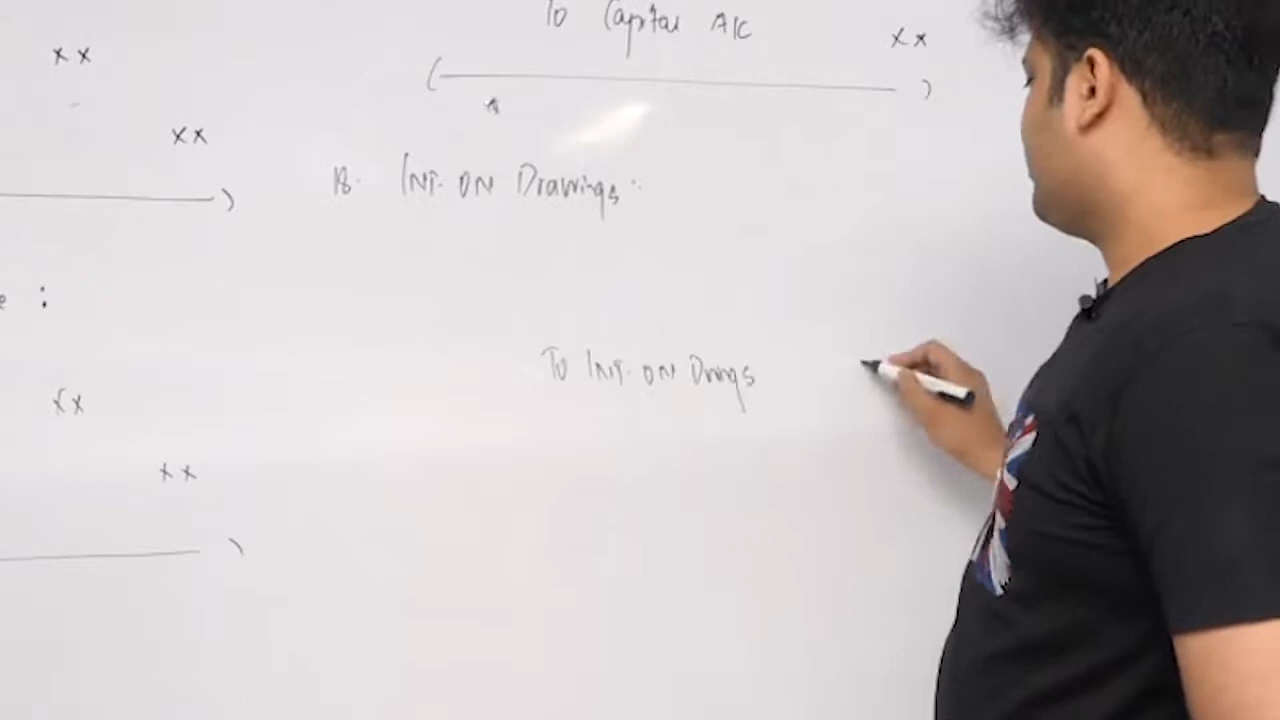 To Capital A/c
xx
xx
xx
18. Int. on Drawings :
e :
To Int. on Drwgs
xx
xx